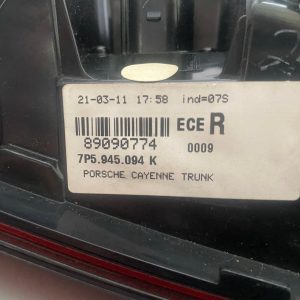 21-03-11 17:58 ind=07S
ECE R
89090774 0009
7P5.945.094 K
PORSCHE CAYENNE TRUNK